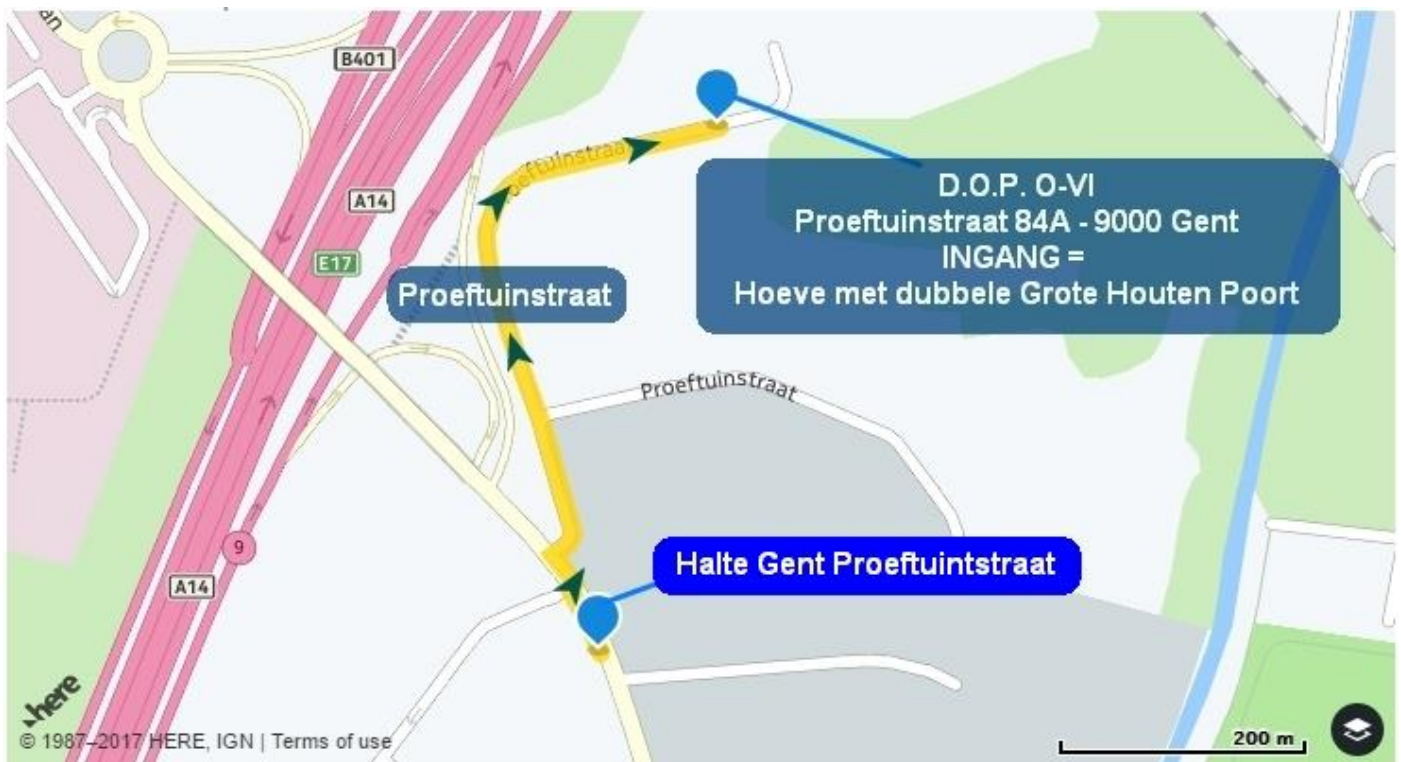 an
B401
A14
E17
Proeftuinstraat
D.O.P. O-VI
Proeftuinstraat 84A - 9000 Gent
INGANG =
Hoeve met dubbele Grote Houten Poort
Proeftuinstraat
Proeftuinstraat
9
A14
Halte Gent Proeftuintstraat
here
© 1987–2017 HERE, IGN | Terms of use
200 m